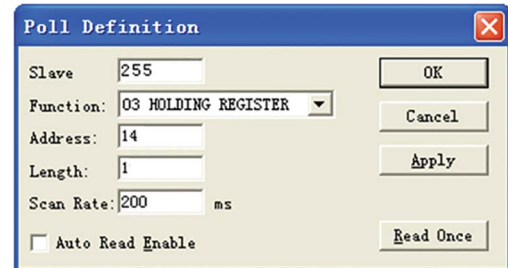 Poll Definition
Slave 255 OK
Function: 03 HOLDING REGISTER Cancel
Address: 14
Length: 1 Apply
Scan Rate: 200 ms
Auto Read Enable Read Once